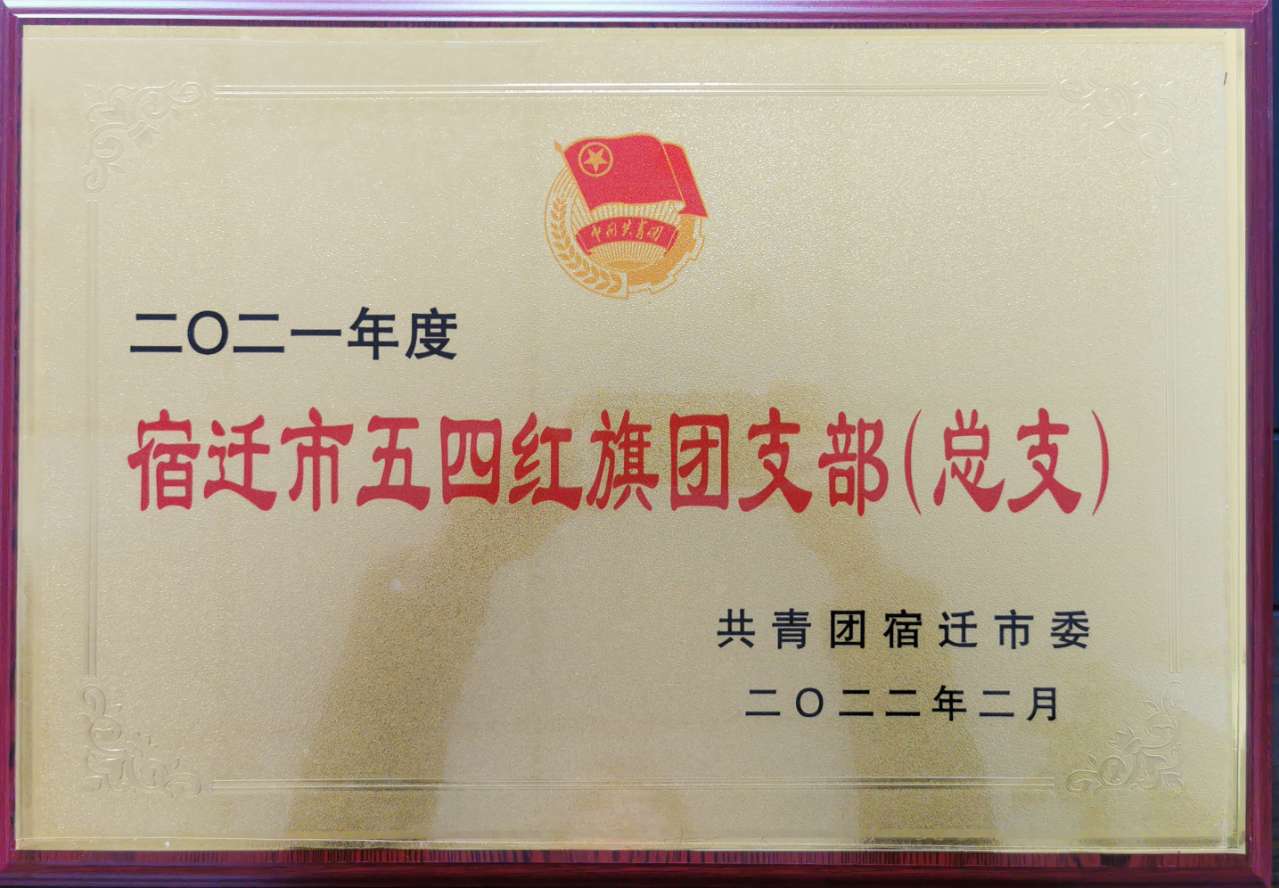 中国共青团
二〇二一年度
宿迁市五四红旗团支部(总支)
共青团宿迁市委
二〇二二年二月